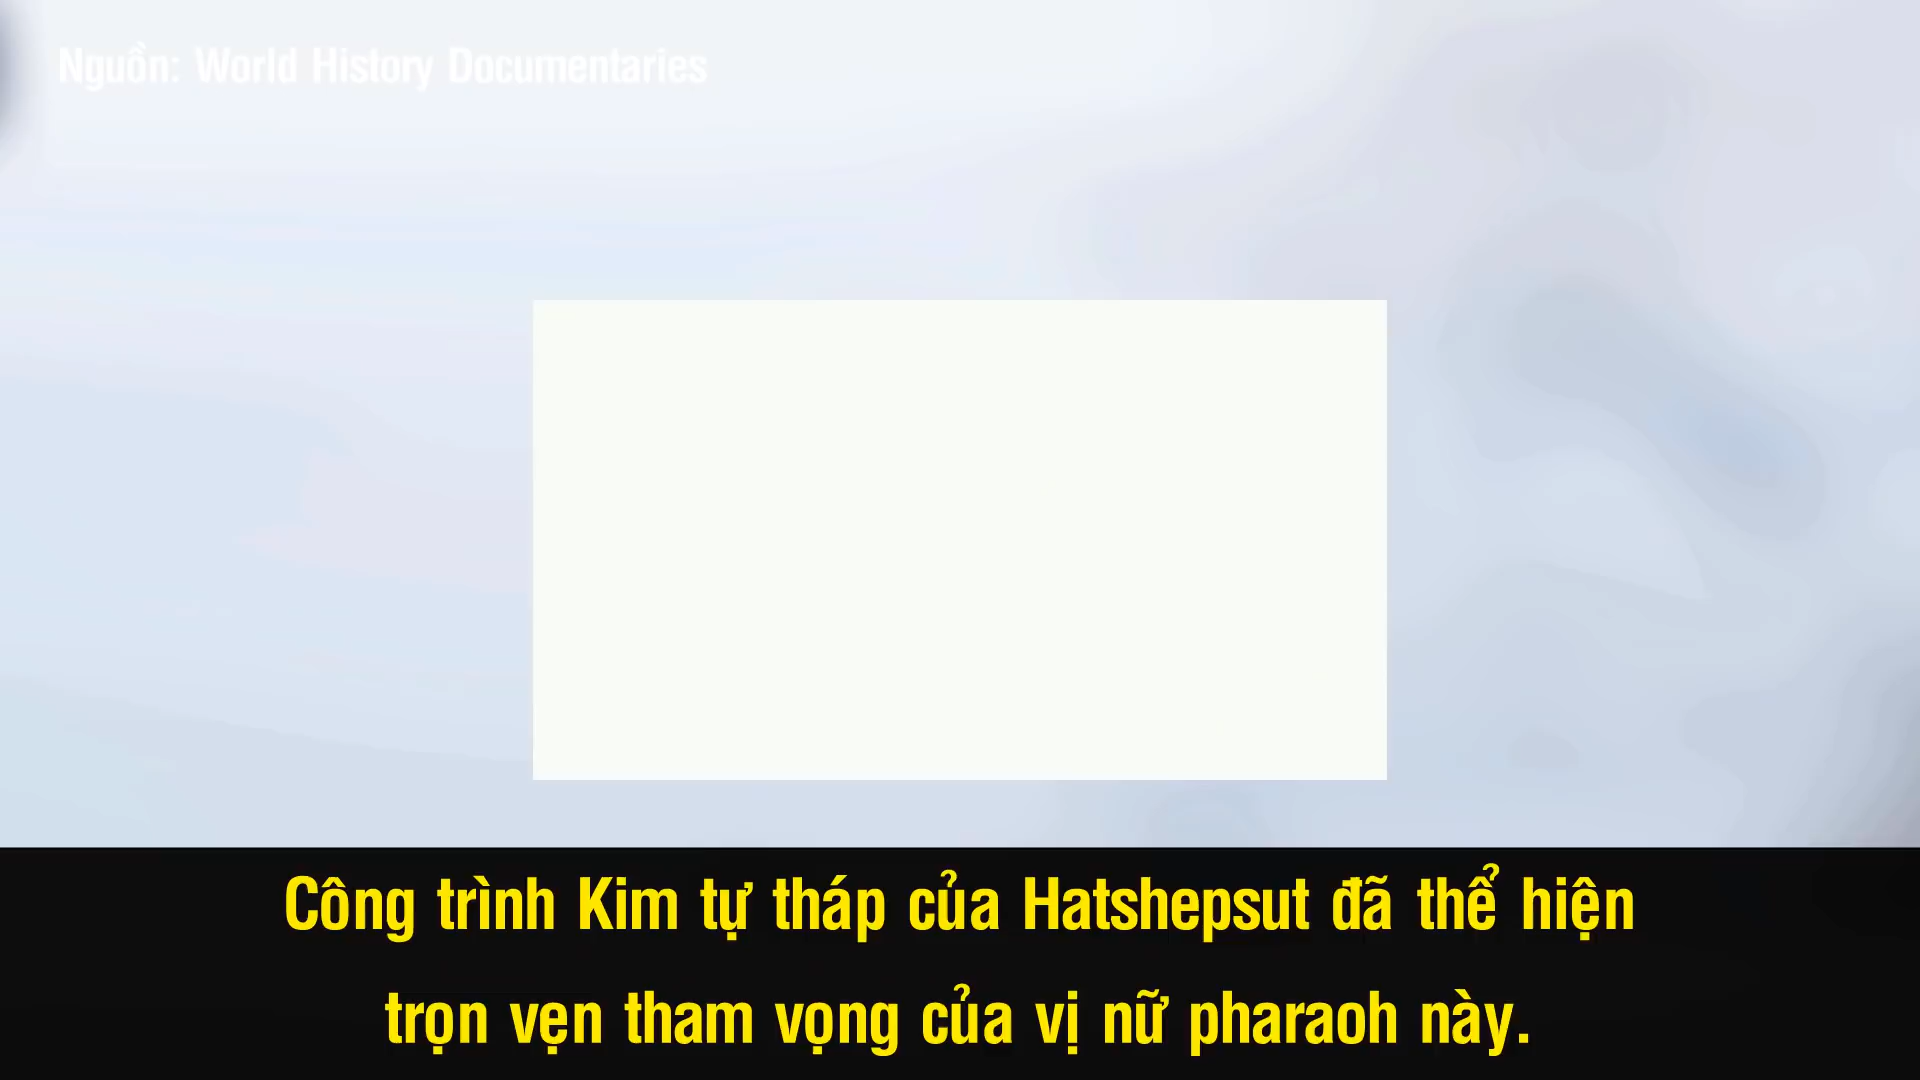 Nguồn: World History Documentaries
Công trình Kim tự tháp của Hatshepsut đã thể hiện
trọn vẹn tham vọng của vị nữ pharaoh này.